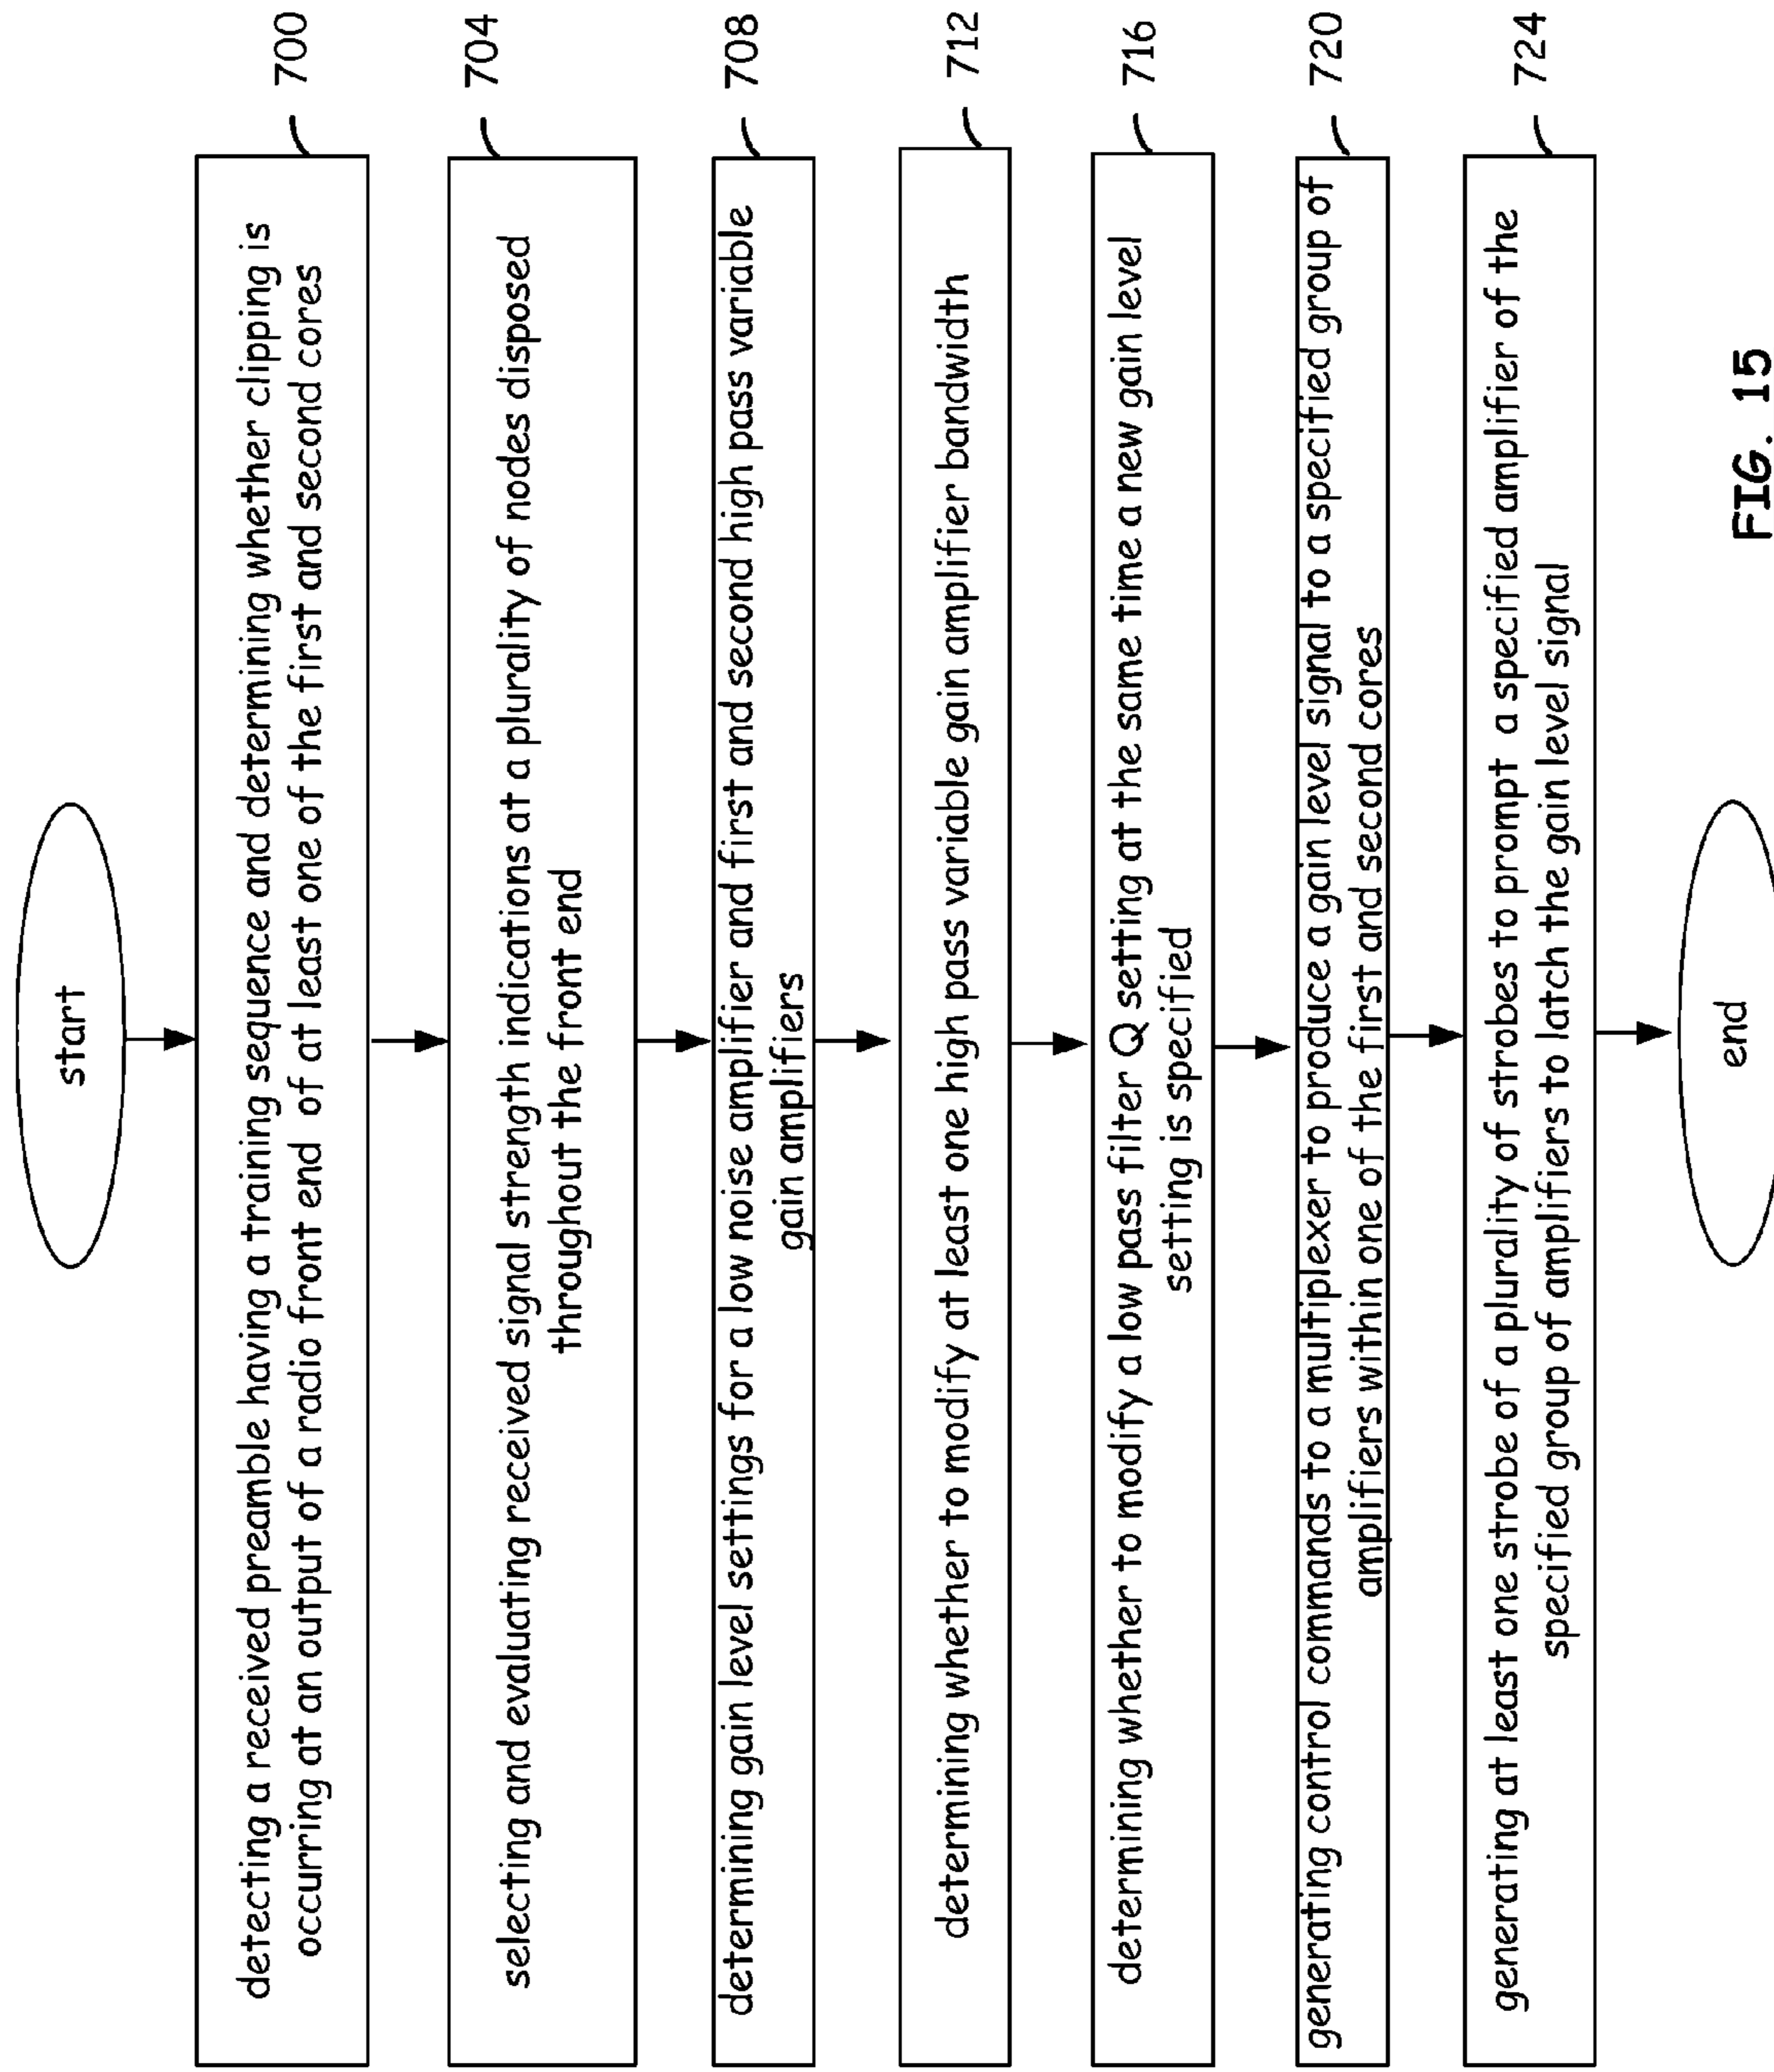 start
detecting a received preamble having a training sequence and determining whether clipping is
occurring at an output of a radio front end of at least one of the first and second cores
700
selecting and evaluating received signal strength indications at a plurality of nodes disposed
throughout the front end
704
determining gain level settings for a low noise amplifier and first and second high pass variable
gain amplifiers
708
determining whether to modify at least one high pass variable gain amplifier bandwidth
712
determining whether to modify a low pass filter Q setting at the same time a new gain level
setting is specified
716
generating control commands to a multiplexer to produce a gain level signal to a specified group of
amplifiers within one of the first and second cores
720
generating at least one strobe of a plurality of strobes to prompt a specified amplifier of the
specified group of amplifiers to latch the gain level signal
724
end
FIG. 15